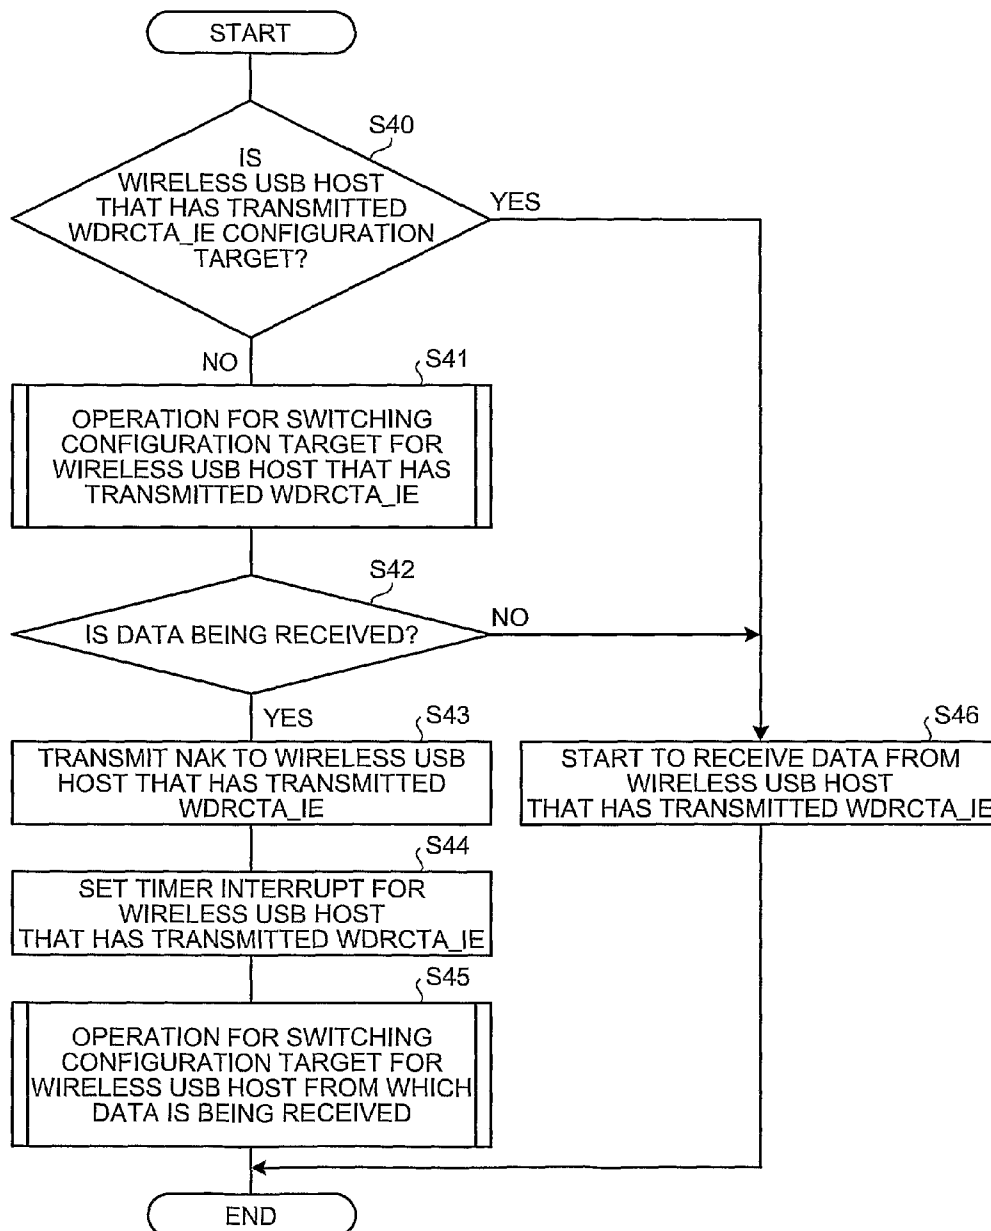 START
S40
IS
WIRELESS USB HOST
THAT HAS TRANSMITTED
WDRCTA_IE CONFIGURATION
TARGET?
YES
NO
S41
OPERATION FOR SWITCHING
CONFIGURATION TARGET FOR
WIRELESS USB HOST THAT HAS
TRANSMITTED WDRCTA_IE
S42
IS DATA BEING RECEIVED?
NO
YES
S43
TRANSMIT NAK TO WIRELESS USB
HOST THAT HAS TRANSMITTED
WDRCTA_IE
S46
START TO RECEIVE DATA FROM
WIRELESS USB HOST
THAT HAS TRANSMITTED WDRCTA_IE
S44
SET TIMER INTERRUPT FOR
WIRELESS USB HOST
THAT HAS TRANSMITTED WDRCTA_IE
S45
OPERATION FOR SWITCHING
CONFIGURATION TARGET FOR
WIRELESS USB HOST FROM WHICH
DATA IS BEING RECEIVED
END